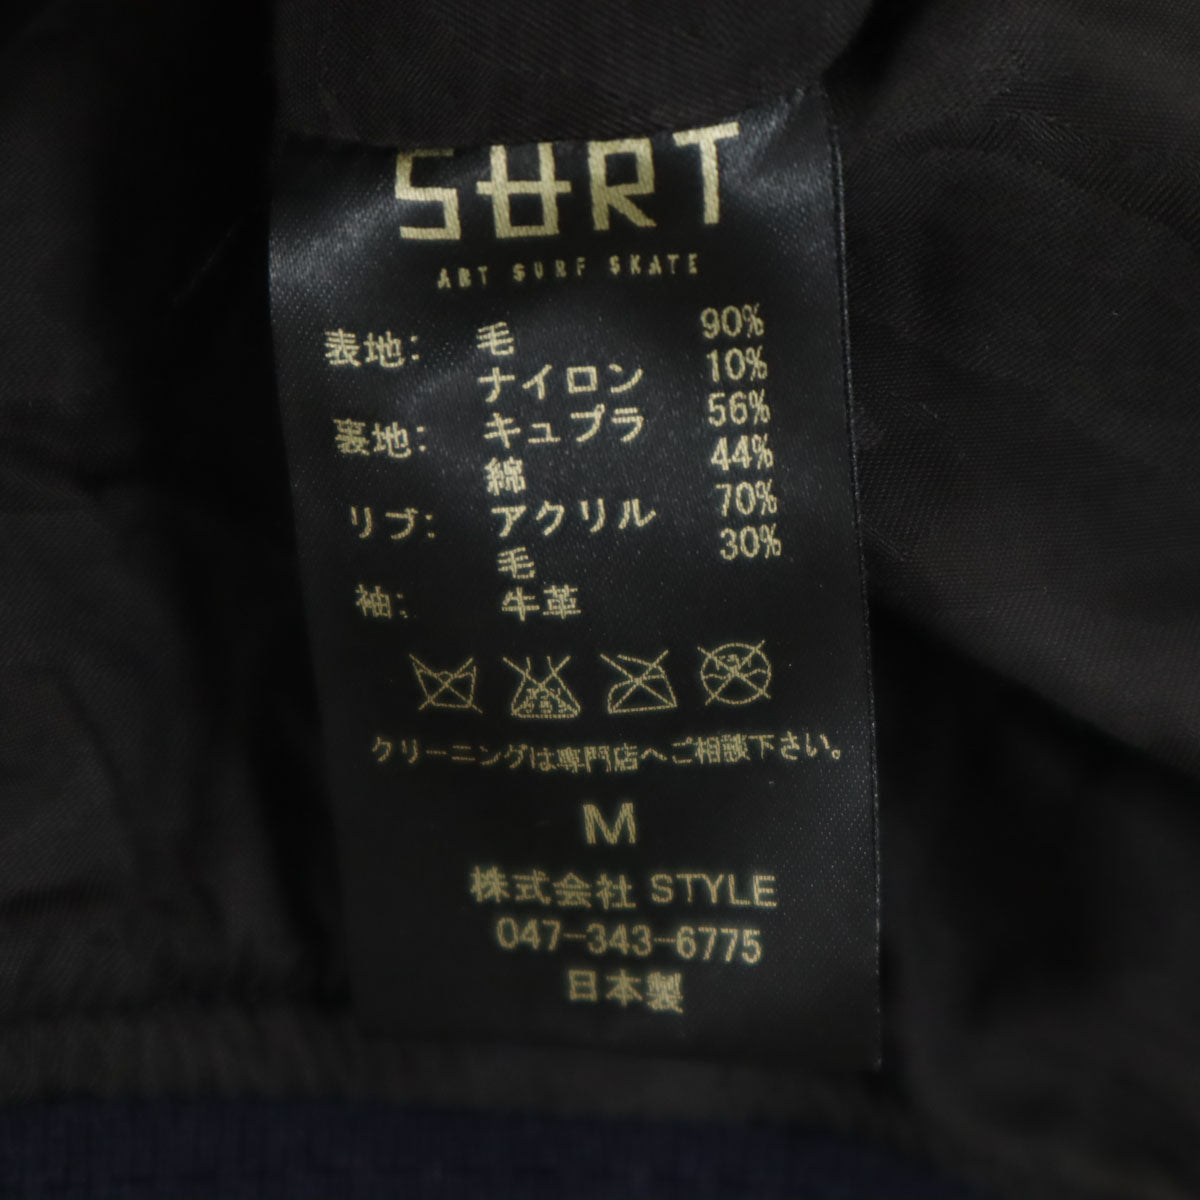 SURT
ART SURF SKATE
表地: 毛 90%
ナイロン 10%
裏地: キュプラ 56%
綿 44%
リブ: アクリル 70%
毛 30%
袖: 牛革
クリーニングは専門店へご相談下さい。
M
株式会社 STYLE
047-343-6775
日本製